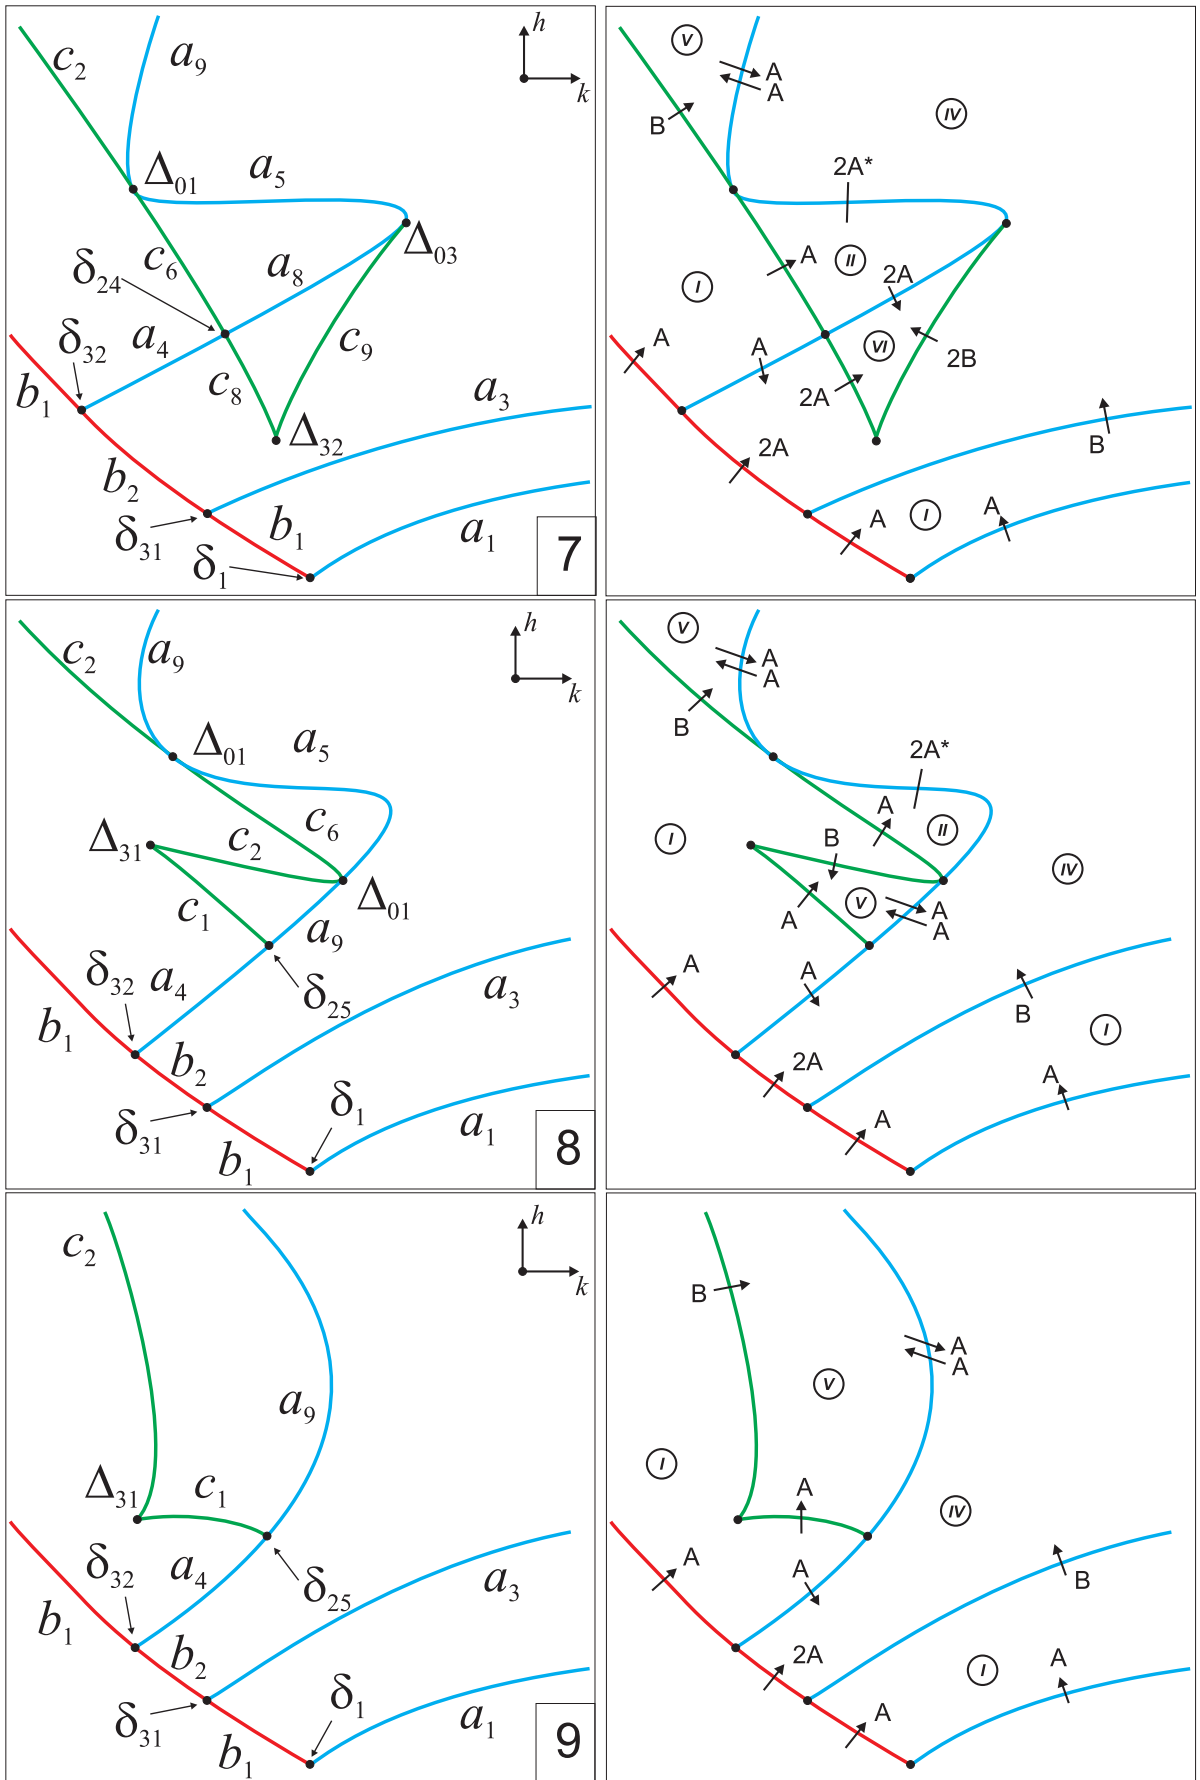 c2
a9
h
k
Δ01
a5
Δ03
c6
a8
δ24
δ32
a4
c9
b1
c8
a3
Δ32
b2
δ31
b1
a1
δ1
7
V
A
A
B
IV
2A*
A
II
I
2A
A
VI
A
2B
2A
2A
B
I
A
A
c2
a9
h
k
Δ01
a5
c6
Δ31
c2
c1
Δ01
a9
δ32
a4
δ25
a3
b1
b2
δ1
δ31
a1
b1
8
V
A
A
B
2A*
A
II
I
B
IV
V
A
A
A
A
A
B
I
2A
A
A
c2
h
k
a9
Δ31
c1
δ32
a4
δ25
a3
b1
b2
δ1
δ31
a1
b1
9
B
A
A
V
I
A
IV
A
A
B
2A
I
A
A